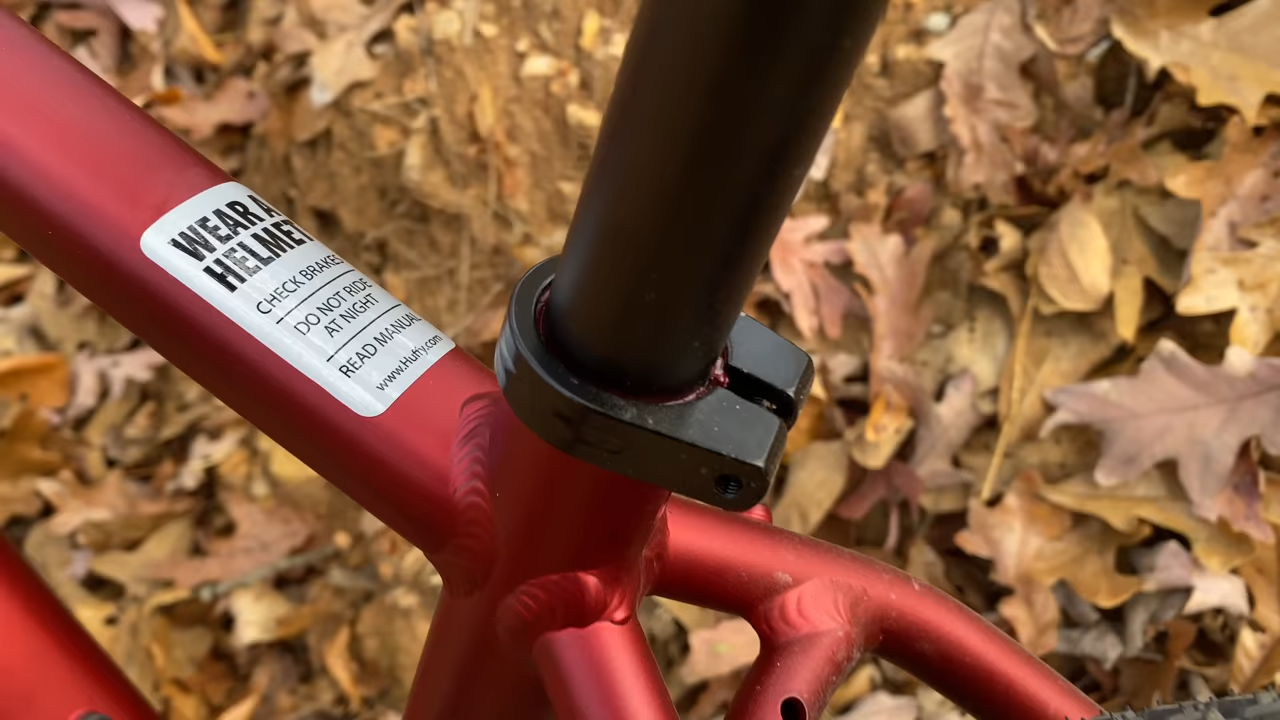 WEAR A
HELMET
CHECK BRAKES
DO NOT RIDE
AT NIGHT
READ MANUAL
www.Huffy.com